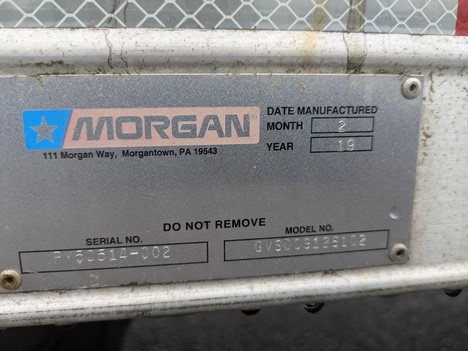 MORGAN®
111 Morgan Way, Morgantown, PA 19543
DATE MANUFACTURED
MONTH 2
YEAR 19
DO NOT REMOVE
SERIAL NO.
MODEL NO.